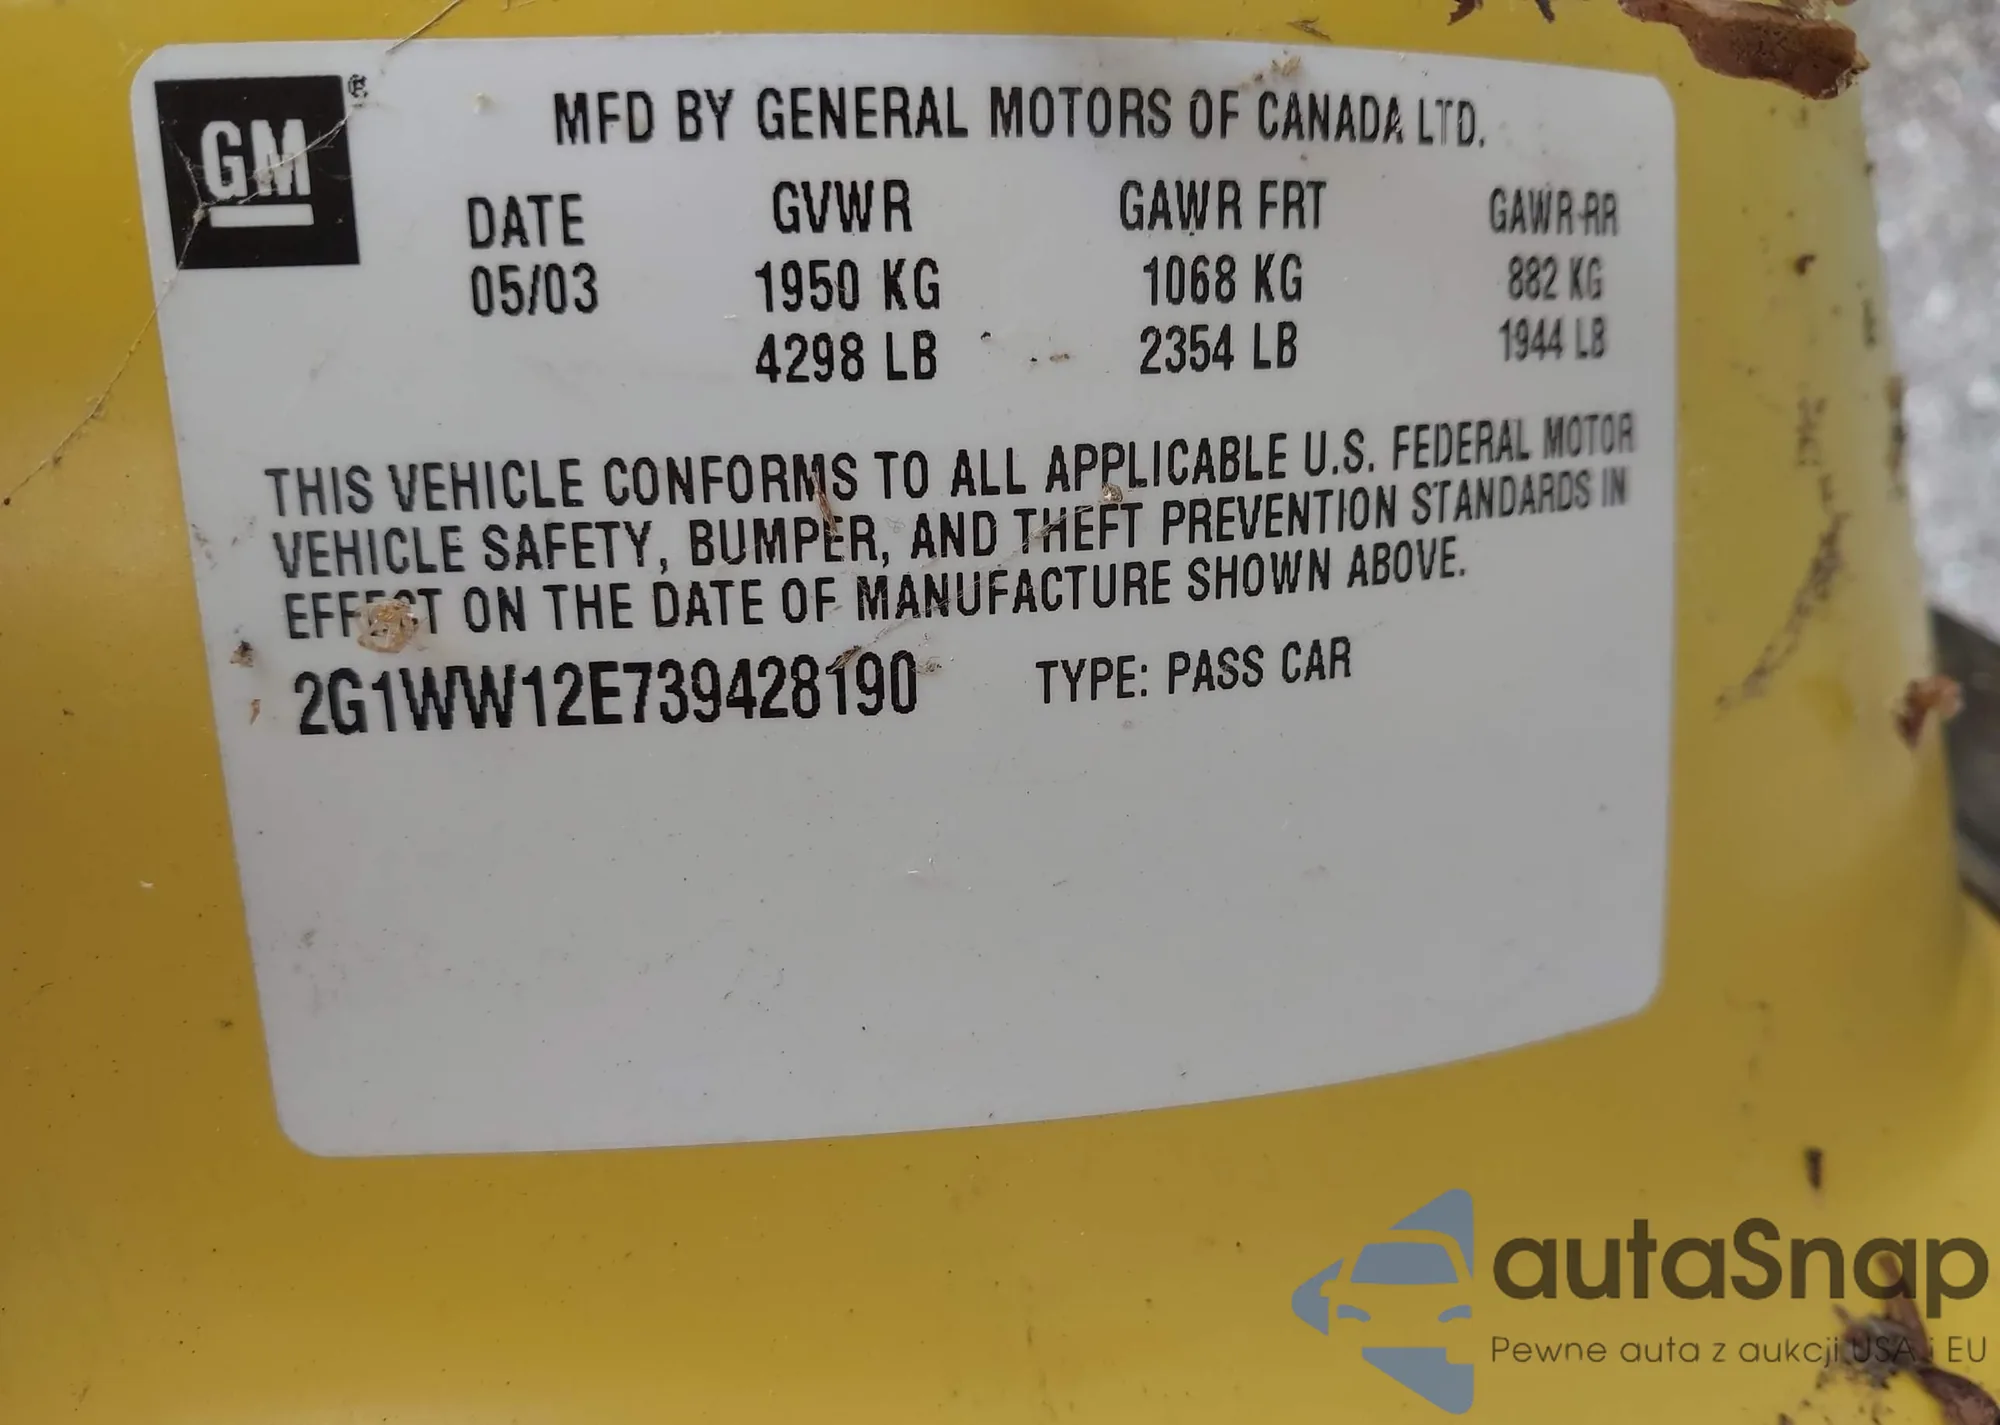 GM
MFD BY GENERAL MOTORS OF CANADA LTD.
DATE GVWR GAWR FRT GAWR RR
05/03 1950 KG 1068 KG 882 KG
4298 LB 2354 LB 1944 LB
THIS VEHICLE CONFORMS TO ALL APPLICABLE U.S. FEDERAL MOTOR
VEHICLE SAFETY, BUMPER, AND THEFT PREVENTION STANDARDS IN
EFFECT ON THE DATE OF MANUFACTURE SHOWN ABOVE.
2G1WW12E739428190 TYPE: PASS CAR
autaSnap
Pewne auta z aukcji USA i EU